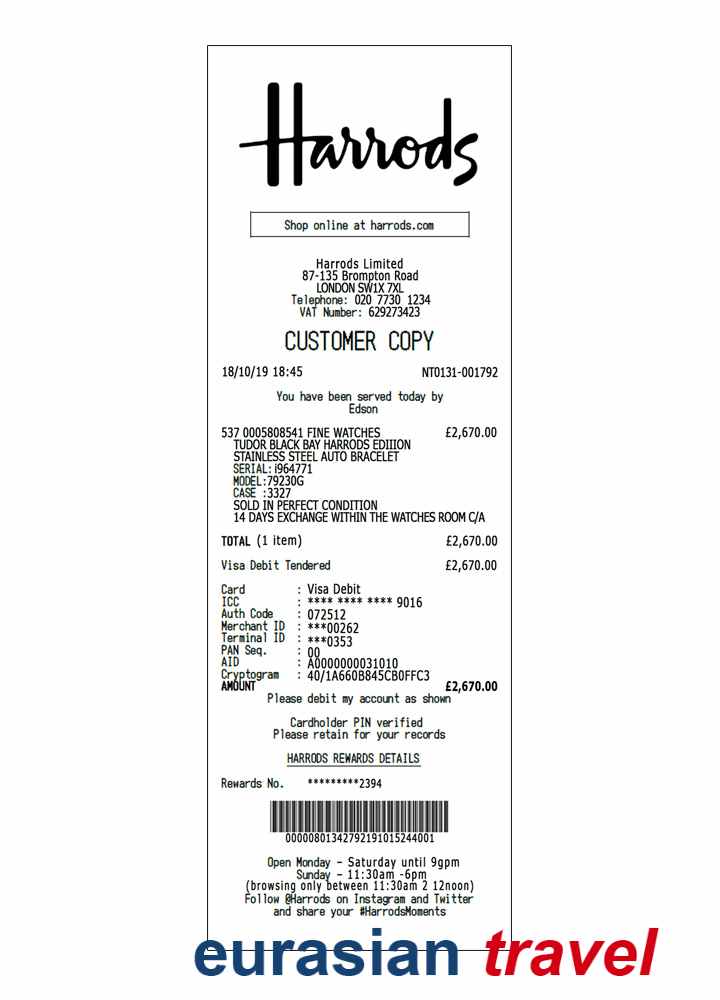 Harrods
Shop online at harrods.com
Harrods Limited
87-135 Brompton Road
LONDON SW1X 7XL
Telephone: 020 7730 1234
VAT Number: 629273423
CUSTOMER COPY
18/10/19 18:45 NT0131-001792
You have been served today by
Edson
537 0005808541 FINE WATCHES £2,670.00
TUDOR BLACK BAY HARRODS EDIIION
STAINLESS STEEL AUTO BRACELET
SERIAL: i964771
MODEL:79230G
CASE :3327
SOLD IN PERFECT CONDITION
14 DAYS EXCHANGE WITHIN THE WATCHES ROOM C/A
TOTAL (1 item) £2,670.00
Visa Debit Tendered £2,670.00
Card : Visa Debit
ICC : **** **** **** 9016
Auth Code : 072512
Merchant ID : ***00262
Terminal ID : ***0353
PAN Seq. : 00
AID : A0000000031010
Cryptogram : 40/1A660B845CB0FFC3
AMOUNT £2,670.00
Please debit my account as shown
Cardholder PIN verified
Please retain for your records
HARRODS REWARDS DETAILS
Rewards No. *********2394
00000801342792191015244001
Open Monday - Saturday until 9gpm
Sunday - 11:30am -6pm
(browsing only between 11:30am 2 12noon)
Follow @Harrods on Instagram and Twitter
and share your #HarrodsMoments
eurasian travel